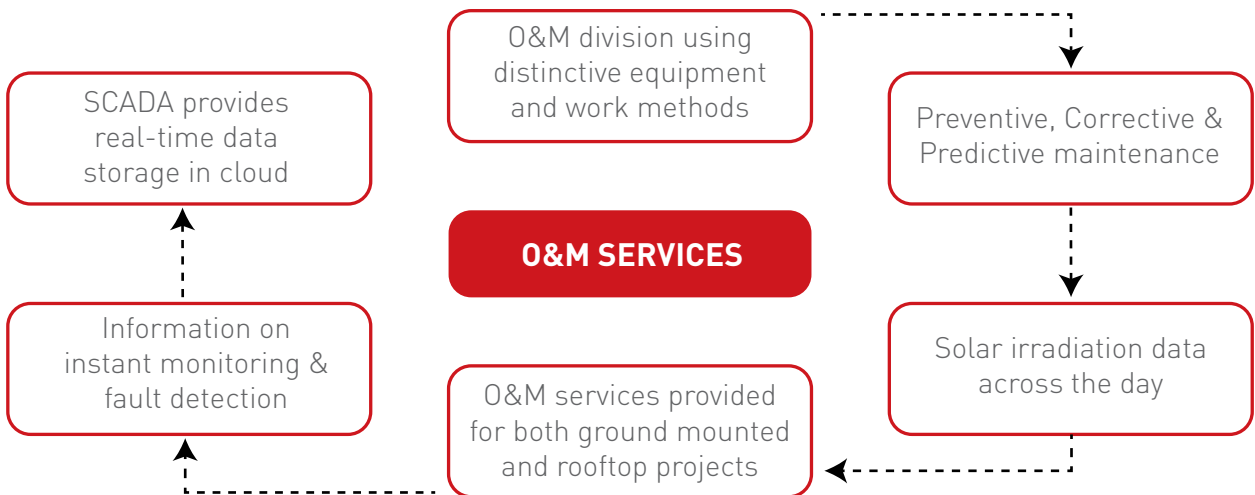 O&M division using
distinctive equipment
and work methods
Preventive, Corrective &
Predictive maintenance
Solar irradiation data
across the day
O&M services provided
for both ground mounted
and rooftop projects
Information on
instant monitoring &
fault detection
SCADA provides
real-time data
storage in cloud
O&M SERVICES